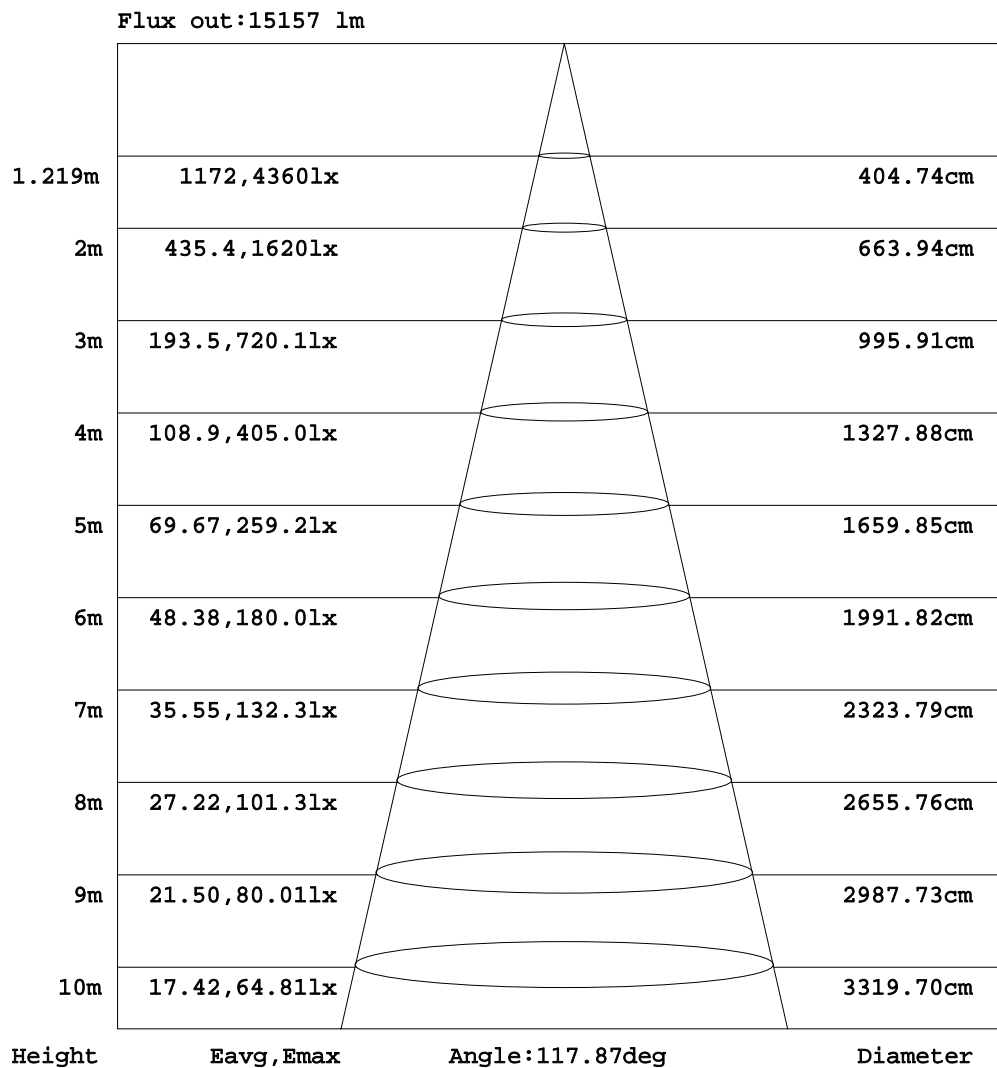 Flux out:15157 lm
1.219m 1172,4360lx 404.74cm
2m 435.4,1620lx 663.94cm
3m 193.5,720.1lx 995.91cm
4m 108.9,405.0lx 1327.88cm
5m 69.67,259.2lx 1659.85cm
6m 48.38,180.0lx 1991.82cm
7m 35.55,132.3lx 2323.79cm
8m 27.22,101.3lx 2655.76cm
9m 21.50,80.01lx 2987.73cm
10m 17.42,64.81lx 3319.70cm
Height Eavg,Emax Angle:117.87deg Diameter